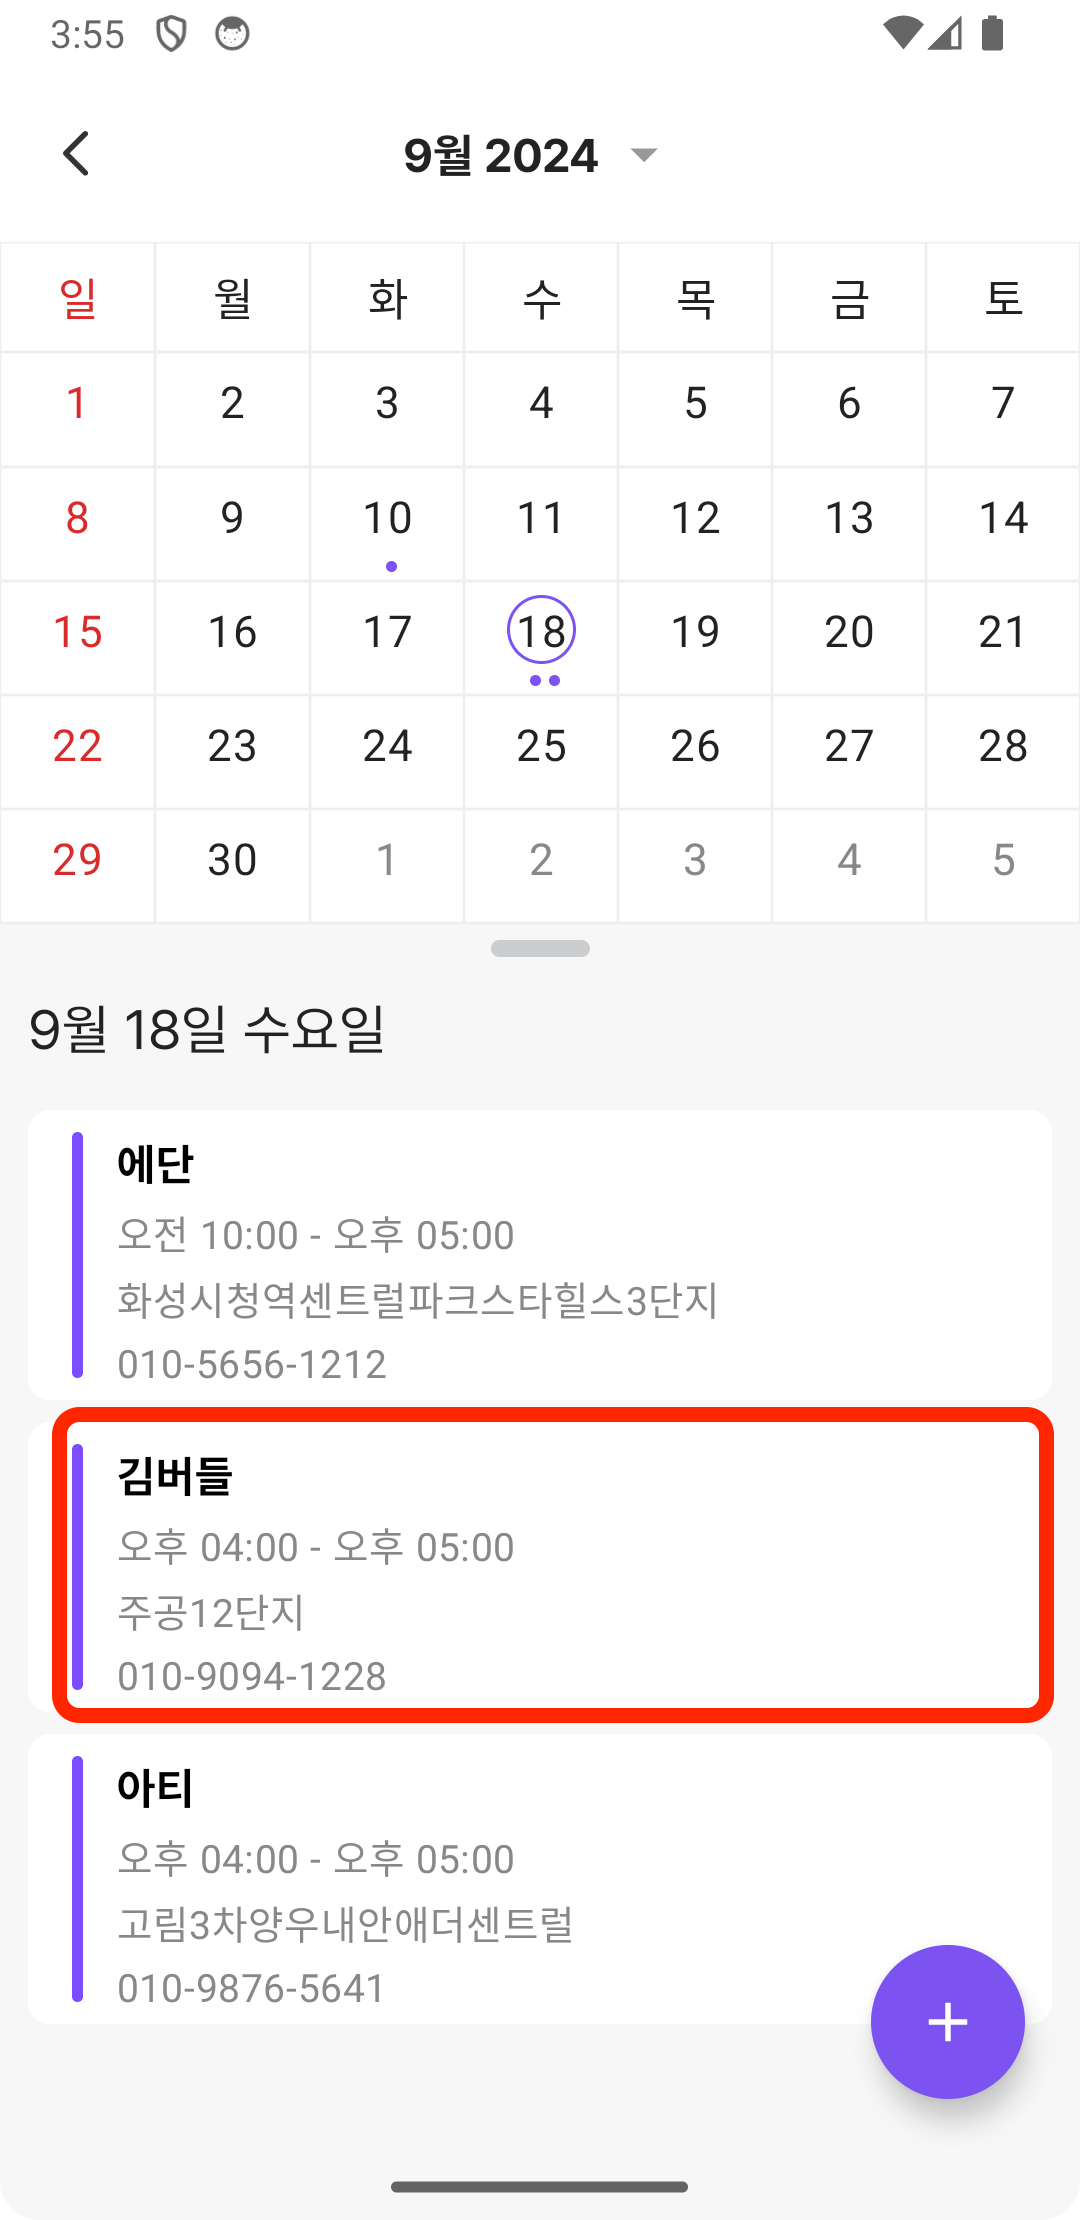 3:55
9월 2024
일 월 화 수 목 금 토
1 2 3 4 5 6 7
8 9 10 11 12 13 14
15 16 17 18 19 20 21
22 23 24 25 26 27 28
29 30 1 2 3 4 5
9월 18일 수요일
에단
오전 10:00 - 오후 05:00
화성시청역센트럴파크스타힐스3단지
010-5656-1212
김버들
오후 04:00 - 오후 05:00
주공12단지
010-9094-1228
아티
오후 04:00 - 오후 05:00
고림3차양우내안애더센트럴
010-9876-5641
+